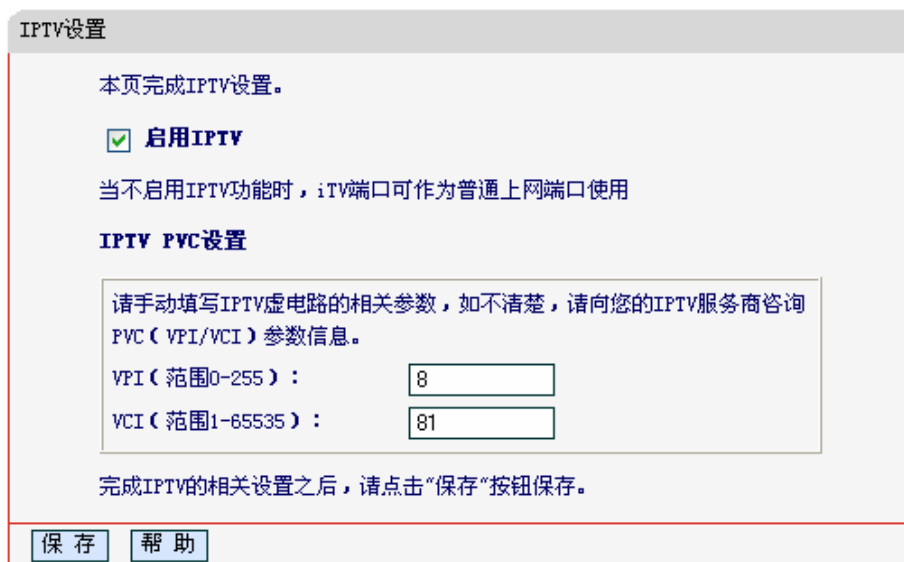 IPTV设置
本页完成IPTV设置。
启用IPTV
当不启用IPTV功能时，iTV端口可作为普通上网端口使用
IPTV PVC设置
请手动填写IPTV虚电路的相关参数，如不清楚，请向您的IPTV服务商咨询
PVC（VPI/VCI）参数信息。
VPI（范围0-255）： 8
VCI（范围1-65535）： 81
完成IPTV的相关设置之后，请点击“保存”按钮保存。
保 存 帮 助